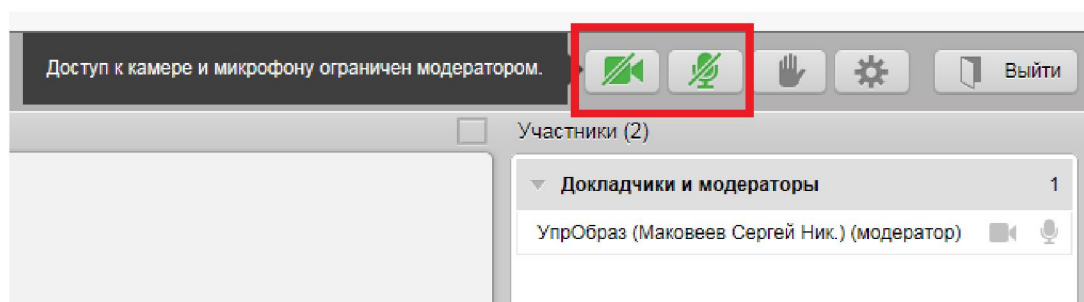 Доступ к камере и микрофону ограничен модератором.
Выйти
Участники (2)
Докладчики и модераторы 1
УпрОбраз (Маковеев Сергей Ник.) (модератор)